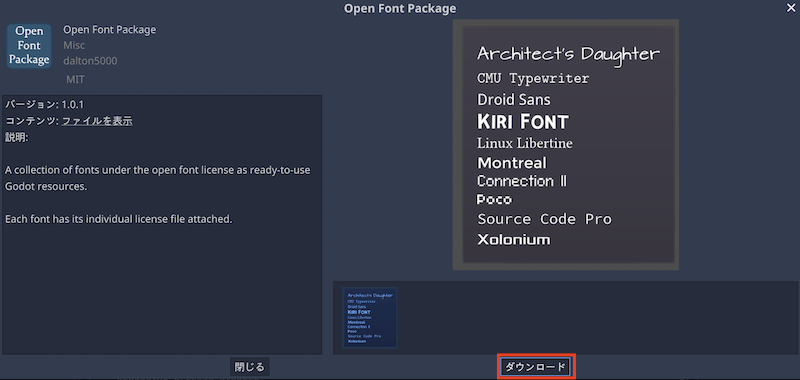 Open Font Package
Open
Font
Package
Open Font Package
Misc
dalton5000
MIT
バージョン: 1.0.1
コンテンツ: ファイルを表示
説明:
A collection of fonts under the open font license as ready-to-use
Godot resources.
Each font has its individual license file attached.
Architect's Daughter
CMU Typewriter
Droid Sans
KIRI FONT
Linux Libertine
Montreal
Connection II
Poco
Source Code Pro
Xolonium
Architect's Daughter
CMU Typewriter
Droid Sans
KIRI FONT
Linux Libertine
Montreal
Connection II
Poco
Source Code Pro
Xolonium
閉じる
ダウンロード